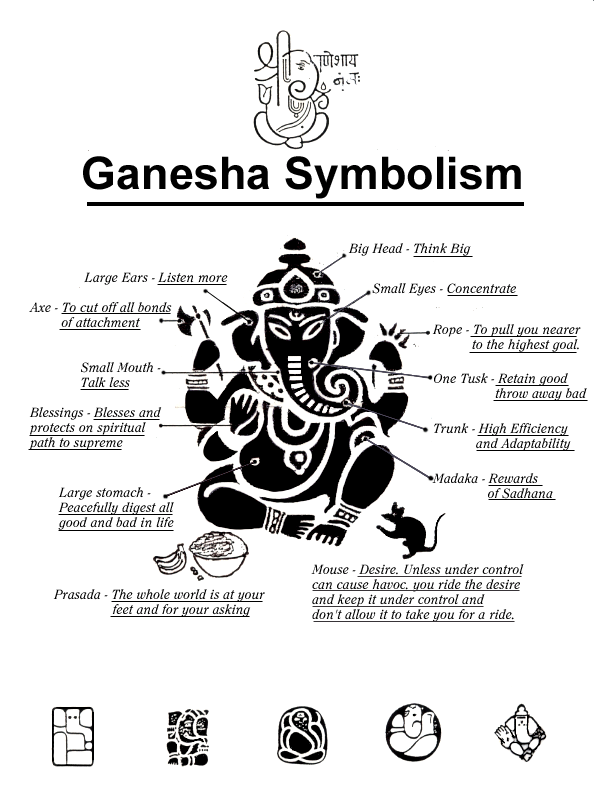 श्री गणेशाय
नमः
Ganesha Symbolism
Big Head - Think Big
Large Ears - Listen more
Small Eyes - Concentrate
Axe - To cut off all bonds
of attachment
Rope - To pull you nearer
to the highest goal.
Small Mouth -
Talk less
One Tusk - Retain good
throw away bad
Blessings - Blesses and
protects on spiritual
path to supreme
Trunk - High Efficiency
and Adaptability
Madaka - Rewards
of Sadhana
Large stomach -
Peacefully digest all
good and bad in life
Mouse - Desire. Unless under control
can cause havoc. you ride the desire
and keep it under control and
don't allow it to take you for a ride.
Prasada - The whole world is at your
feet and for your asking